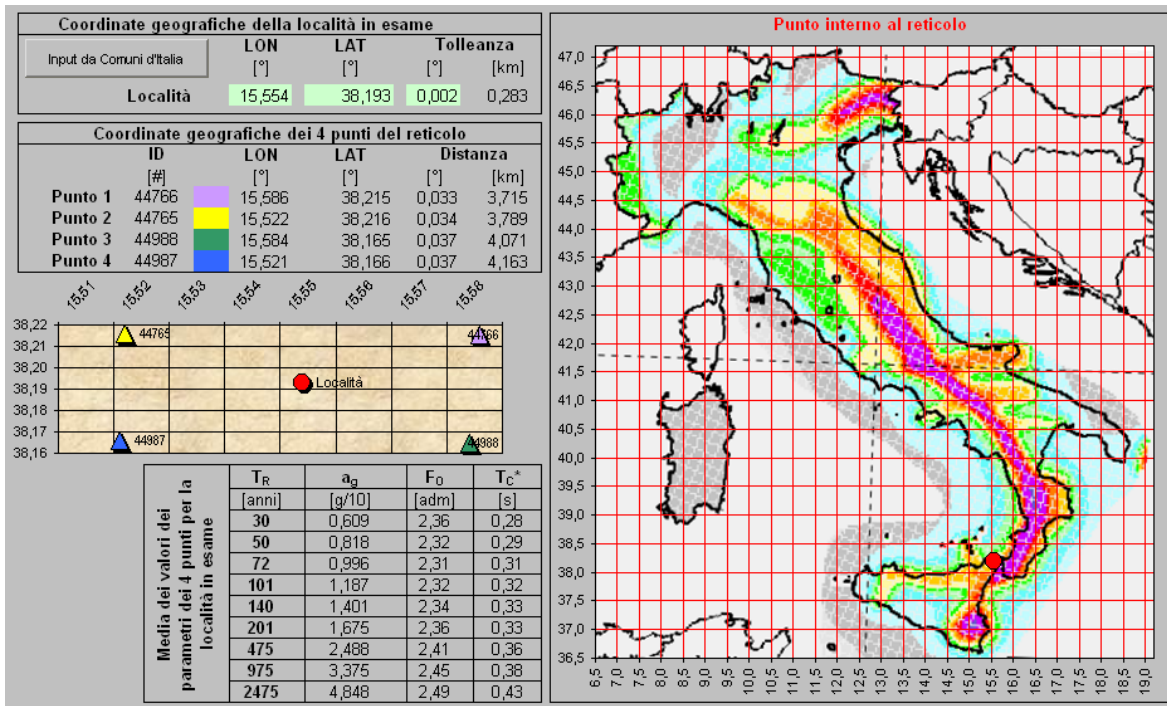 Coordinate geografiche della località in esame
Input da Comuni d'Italia
LON LAT Tolleanza
[°] [°] [°] [km]
Località 15,554 38,193 0,002 0,283
Coordinate geografiche dei 4 punti del reticolo
ID LON LAT Distanza
[#] [°] [°] [°] [km]
Punto 1 44766 15,586 38,215 0,033 3,715
Punto 2 44765 15,522 38,216 0,034 3,789
Punto 3 44988 15,584 38,165 0,037 4,071
Punto 4 44987 15,521 38,166 0,037 4,163
15,51 15,52 15,53 15,54 15,55 15,56 15,57 15,58
38,22
38,21
38,20
38,19
38,18
38,17
38,16
44765
44766
Località
44987
44988
Media dei valori dei
parametri dei 4 punti per la
località in esame
TR ag F0 TC*
[anni] [g/10] [adm] [s]
30 0,609 2,36 0,28
50 0,818 2,32 0,29
72 0,996 2,31 0,31
101 1,187 2,32 0,32
140 1,401 2,34 0,33
201 1,675 2,36 0,33
475 2,488 2,41 0,36
975 3,375 2,45 0,38
2475 4,848 2,49 0,43
Punto interno al reticolo
47,0
46,5
46,0
45,5
45,0
44,5
44,0
43,5
43,0
42,5
42,0
41,5
41,0
40,5
40,0
39,5
39,0
38,5
38,0
37,5
37,0
36,5
6,5 7,0 7,5 8,0 8,5 9,0 9,5 10,0 10,5 11,0 11,5 12,0 12,5 13,0 13,5 14,0 14,5 15,0 15,5 16,0 16,5 17,0 17,5 18,0 18,5 19,0